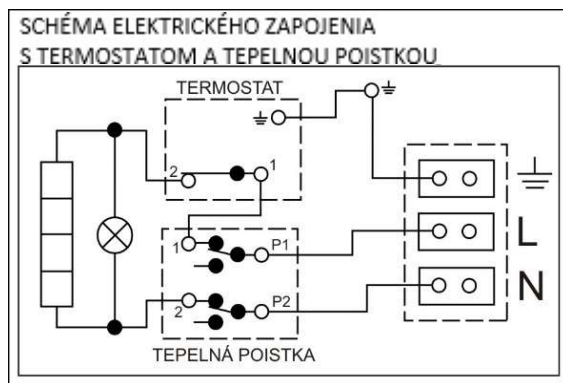 SCHÉMA ELEKTRICKÉHO ZAPOJENIA
S TERMOSTATOM A TEPELNOU POISTKOU
TERMOSTAT
2 1
1 P1 L
2 P2 N
TEPELNÁ POISTKA